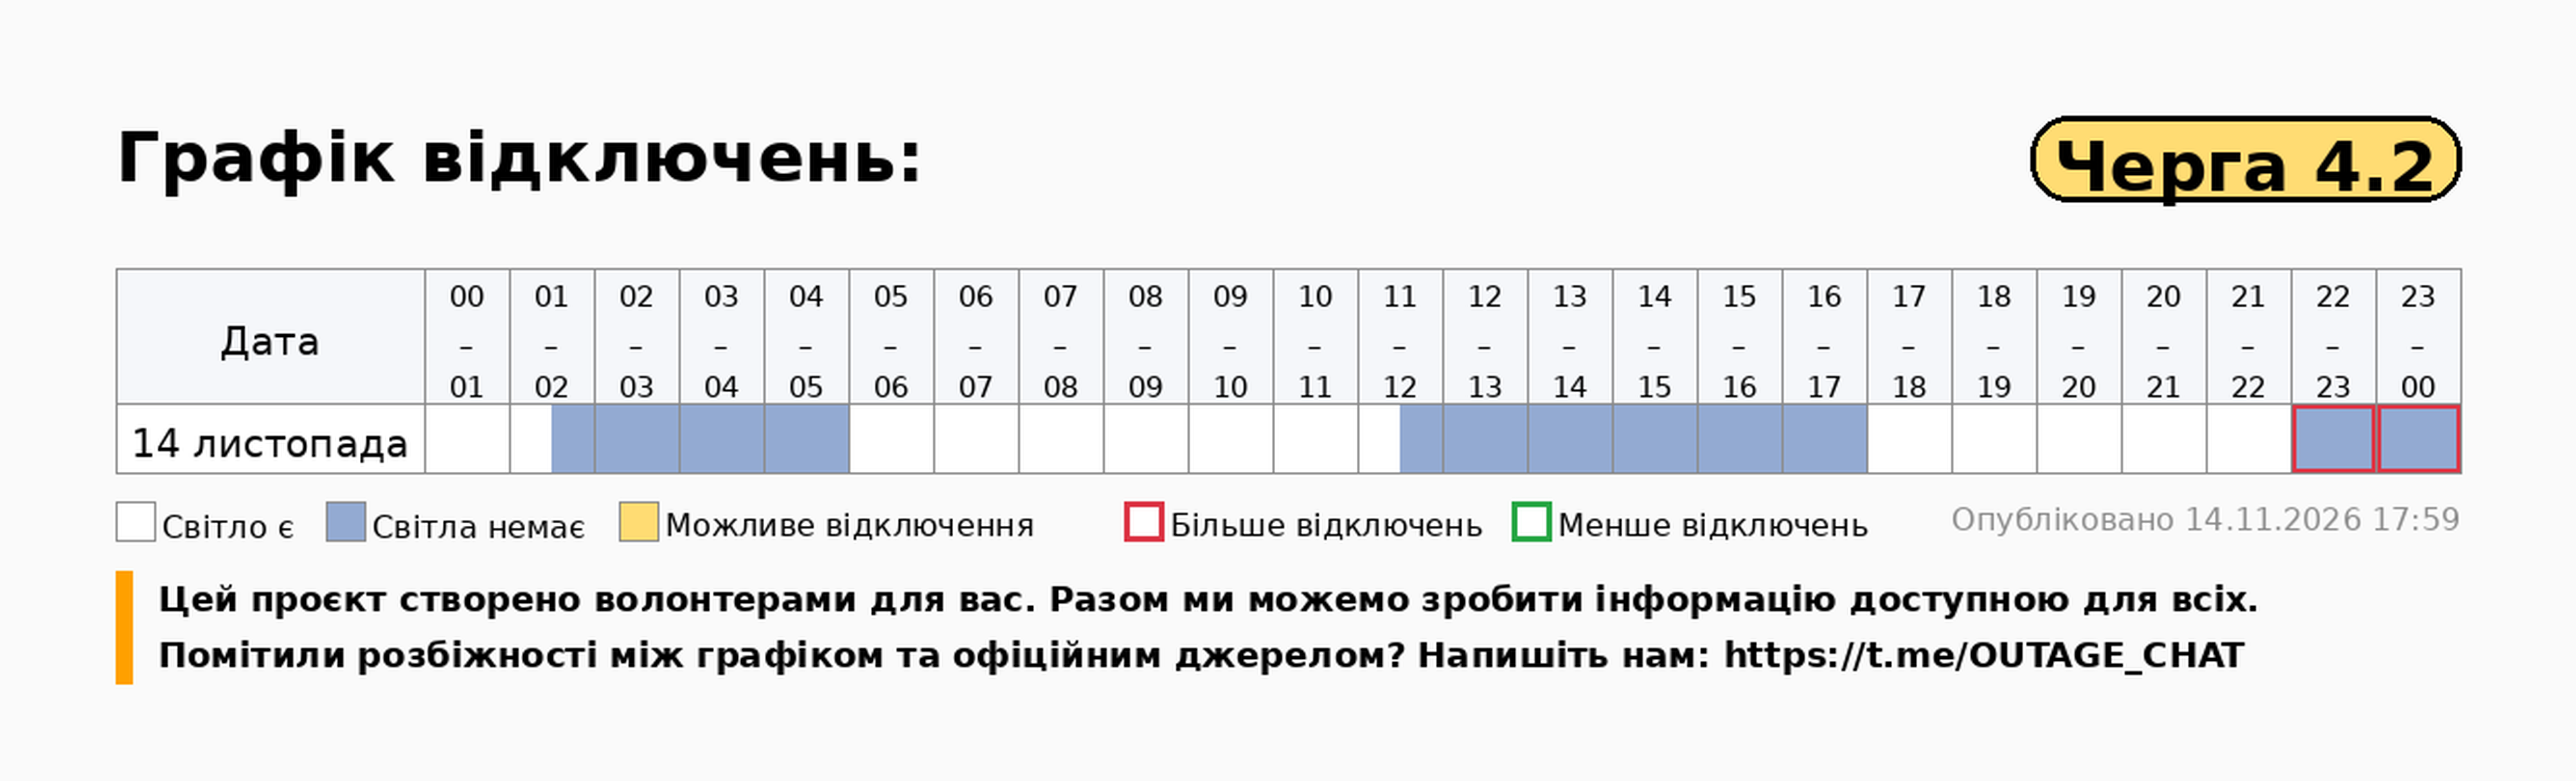 Графік відключень:
Черга 4.2
Дата
00 – 01
01 – 02
02 – 03
03 – 04
04 – 05
05 – 06
06 – 07
07 – 08
08 – 09
09 – 10
10 – 11
11 – 12
12 – 13
13 – 14
14 – 15
15 – 16
16 – 17
17 – 18
18 – 19
19 – 20
20 – 21
21 – 22
22 – 23
23 – 00
14 листопада
Світло є
Світла немає
Можливе відключення
Більше відключень
Менше відключень
Опубліковано 14.11.2026 17:59
Цей проєкт створено волонтерами для вас. Разом ми можемо зробити інформацію доступною для всіх.
Помітили розбіжності між графіком та офіційним джерелом? Напишіть нам: https://t.me/OUTAGE_CHAT